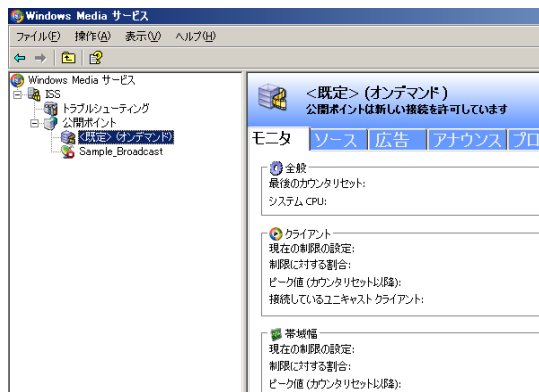 Windows Media サービス
ファイル(F) 操作(A) 表示(V) ヘルプ(H)
Windows Media サービス
ISS
トラブルシューティング
公開ポイント
<既定> (オンデマンド)
Sample_Broadcast
<既定> (オンデマンド)
公開ポイントは新しい接続を許可しています
モニタ ソース 広告 アナウンス プロ
全般
最後のカウンタリセット:
システム CPU:
クライアント
現在の制限の設定:
制限に対する割合:
ピーク値 (カウンタリセット以降):
接続しているユニキャスト クライアント:
帯域幅
現在の制限の設定:
制限に対する割合:
ピーク値 (カウンタリセット以降):